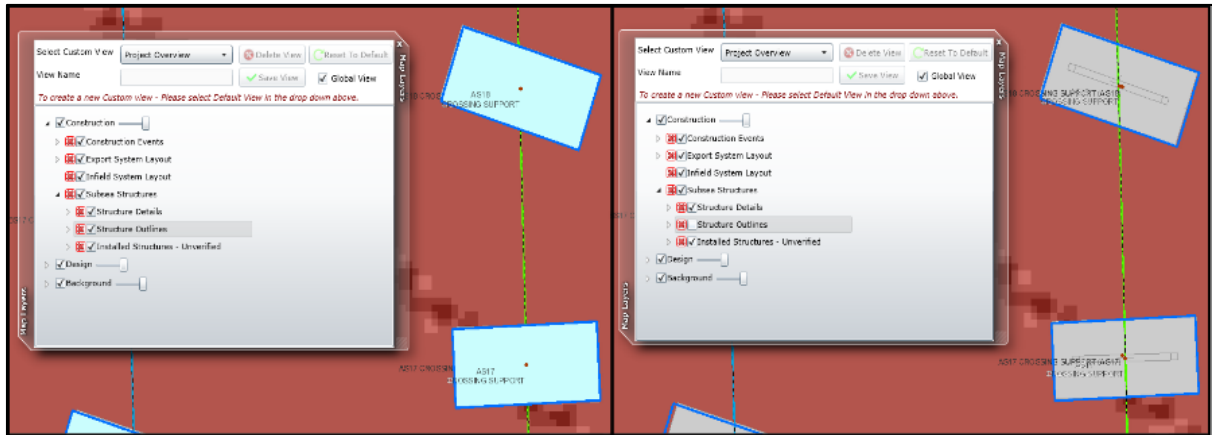 Select Custom View Project Overview Delete View Reset To Default
View Name Save View Global View
To create a new Custom view - Please select Default View in the drop down above.
Construction
Construction Events
Export System Layout
Infield System Layout
Subsea Structures
Structure Details
Structure Outlines
Installed Structures - Unverified
Design
Background
Map Layers
Map Layers
AS18
CROSSING SUPPORT
AS17 CROSSING
AS17
CROSSING SUPPORT
Select Custom View Project Overview Delete View Reset To Default
View Name Save View Global View
To create a new Custom view - Please select Default View in the drop down above.
Construction
Construction Events
Export System Layout
Infield System Layout
Subsea Structures
Structure Details
Structure Outlines
Installed Structures - Unverified
Design
Background
Map Layers
Map Layers
CROSSING SUPPORT
AS17 CROSSING SUPPORT
CROSSING SUPPORT